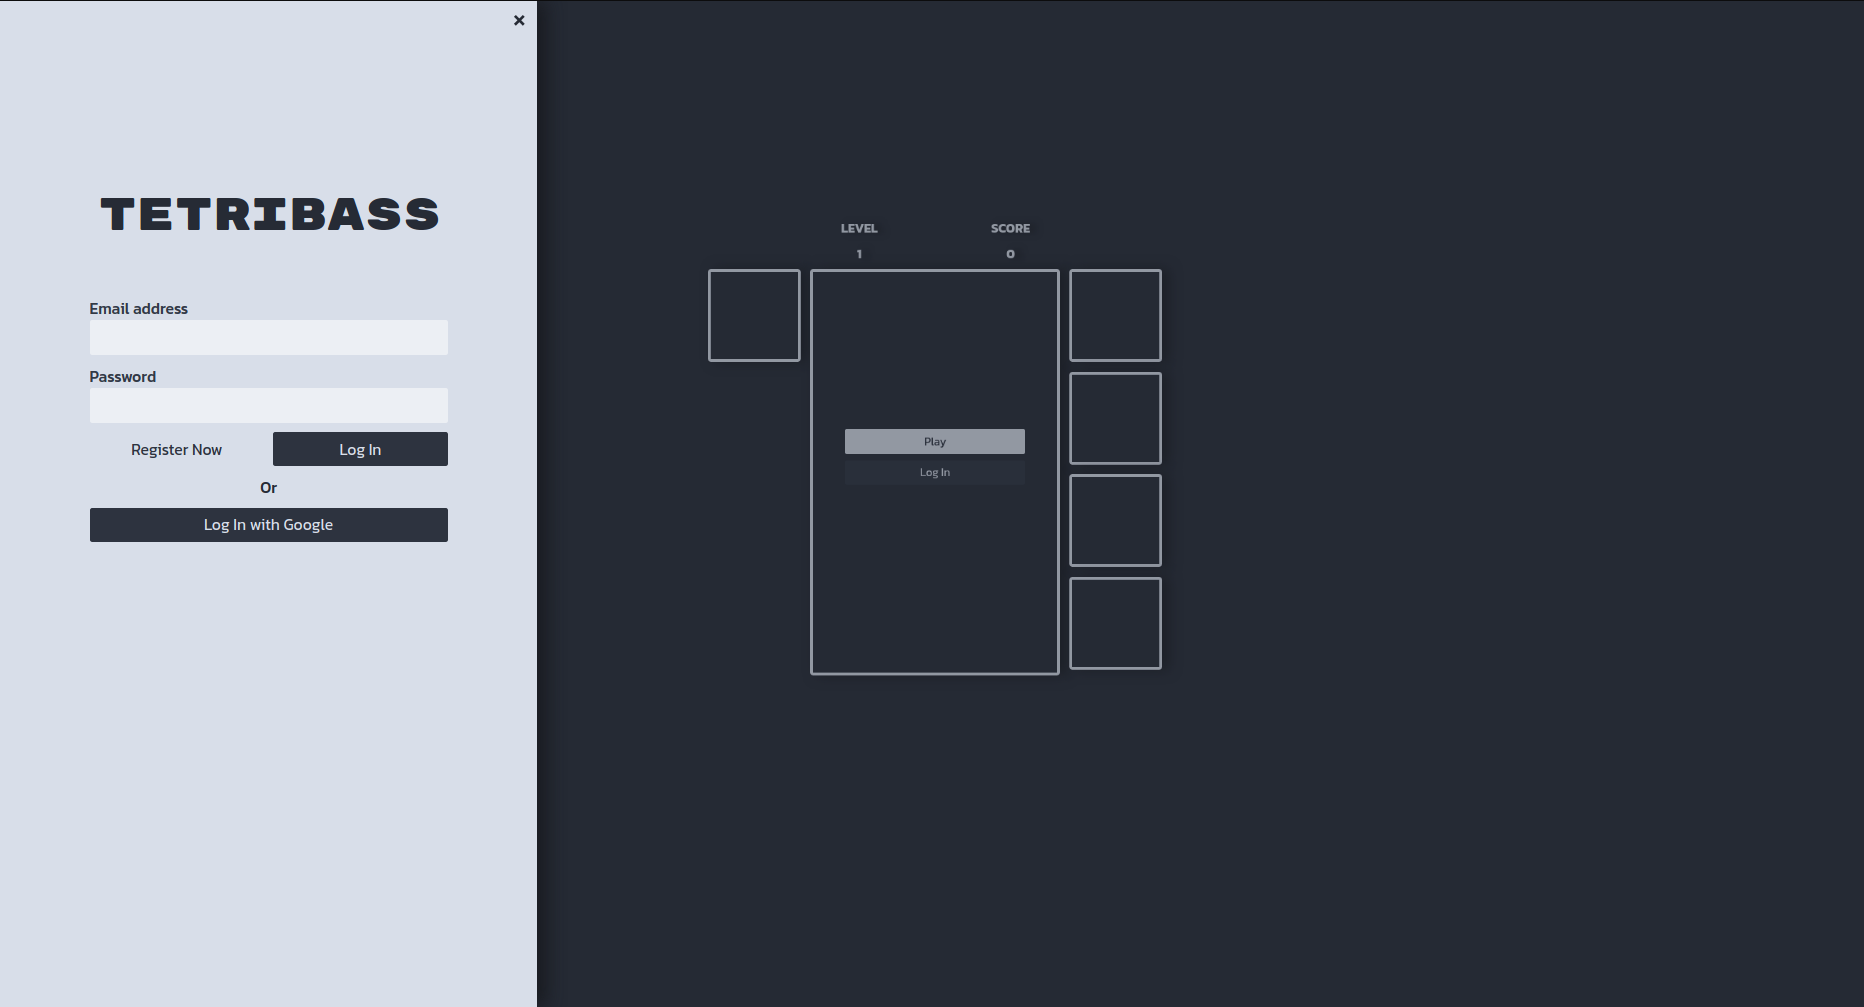 ×
TETRIBASS
Email address
Password
Register Now
Log In
Or
Log In with Google
LEVEL
SCORE
1
0
Play
Log In